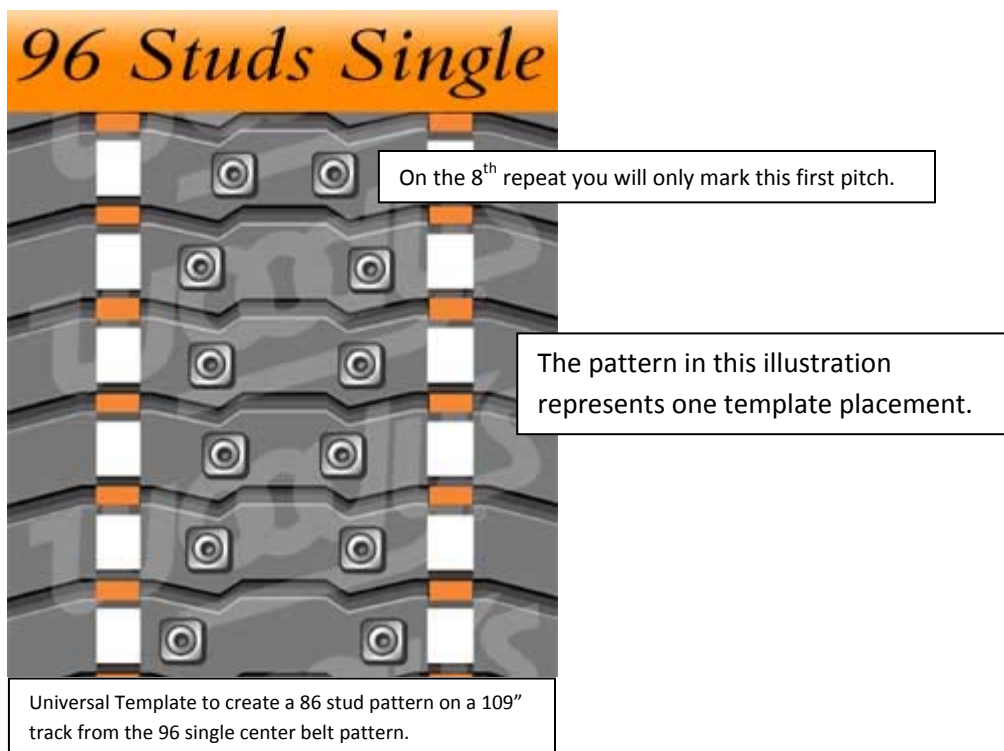 96 Studs Single
On the 8th repeat you will only mark this first pitch.
The pattern in this illustration
represents one template placement.
Universal Template to create a 86 stud pattern on a 109”
track from the 96 single center belt pattern.